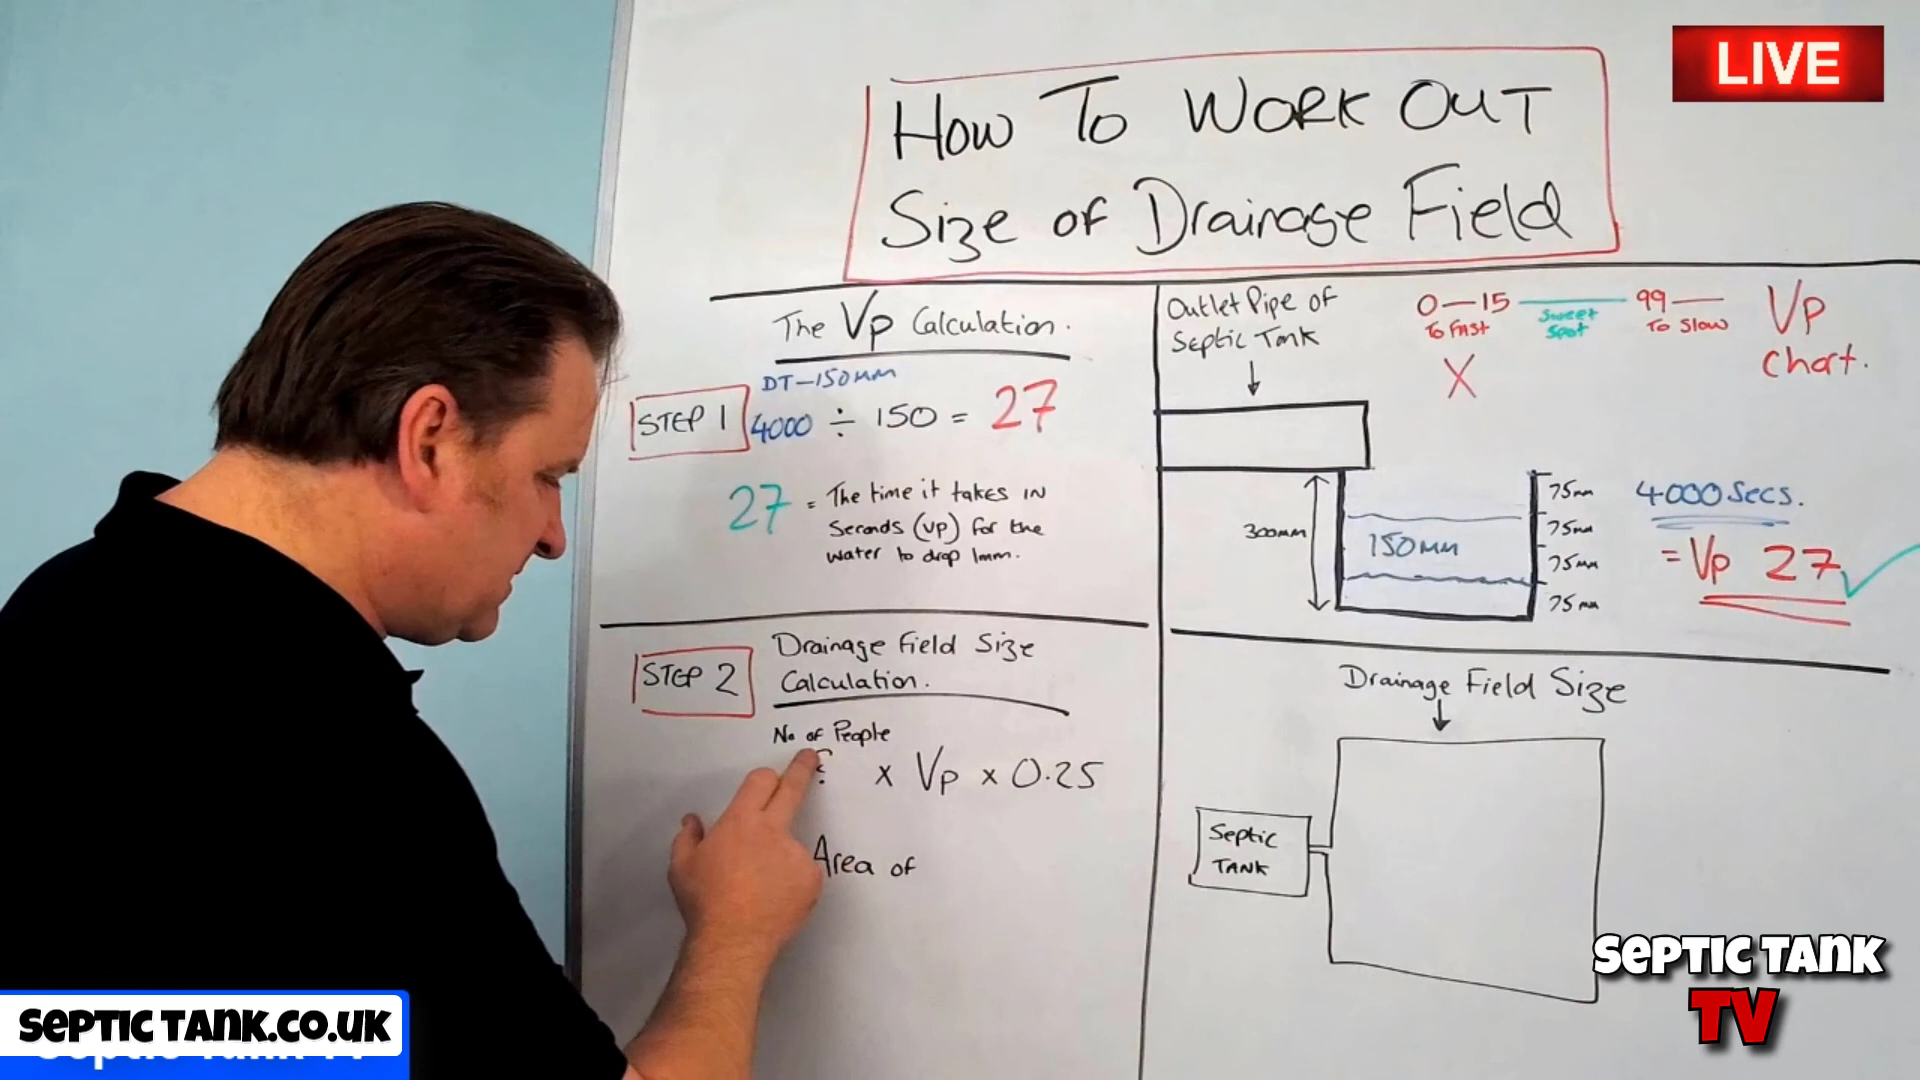 LIVE
How To WORK OUT
Size of Drainage Field
The Vp Calculation.
DT-150MM
STEP 1
4000 ÷ 150 = 27
27 = The time it takes IN
Seconds (Vp) for the
Water to drop 1mm.
Outlet Pipe of
Septic Tank
0-15
To FAST
X
Sweet
Spot
99
To Slow
Vp
Chart.
300mm
150MM
75mm
75mm
75mm
75mm
4000 Secs.
= Vp 27
STEP 2
Drainage Field Size
Calculation.
No of People
? x Vp x 0.25
Area of
Drainage Field Size
Septic
TANK
SEPTIC TANK
TV
SEPTIC TANK.CO.UK